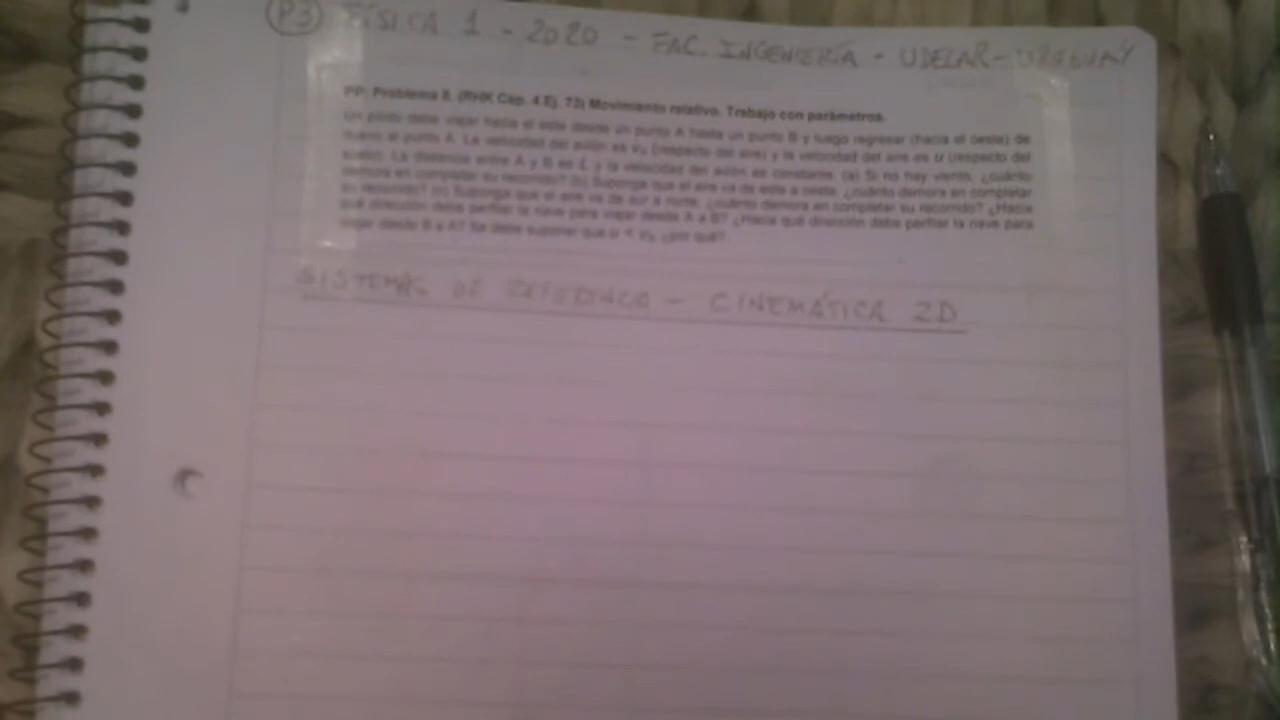 P3 FÍSICA 1 - 2020 - FAC. INGENIERÍA - UDELAR - URUGUAY
PP: Problema 8. (RHK Cap. 4 Ej. 73) Movimiento relativo. Trabajo con parámetros.
Un piloto debe viajar hacia el este desde un punto A hasta un punto B y luego regresar (hacia el oeste) de
nuevo al punto A. La velocidad del avión es v (respecto del aire) y la velocidad del aire es u (respecto del
suelo). La distancia entre A y B es L y la velocidad del avión es constante. (a) Si no hay viento, ¿cuánto
demora en completar su recorrido? (b) Suponga que el aire va de este a oeste, ¿cuánto demora en completar
su recorrido? (c) Suponga que el aire va de sur a norte, ¿cuánto demora en completar su recorrido? ¿Hacia
qué dirección debe perfilar la nave para viajar desde A a B? ¿Hacia qué dirección debe perfilar la nave para
viajar desde B a A? Se debe suponer que u < v, ¿por qué?
SISTEMAS DE REFERENCIA - CINEMÁTICA 2D